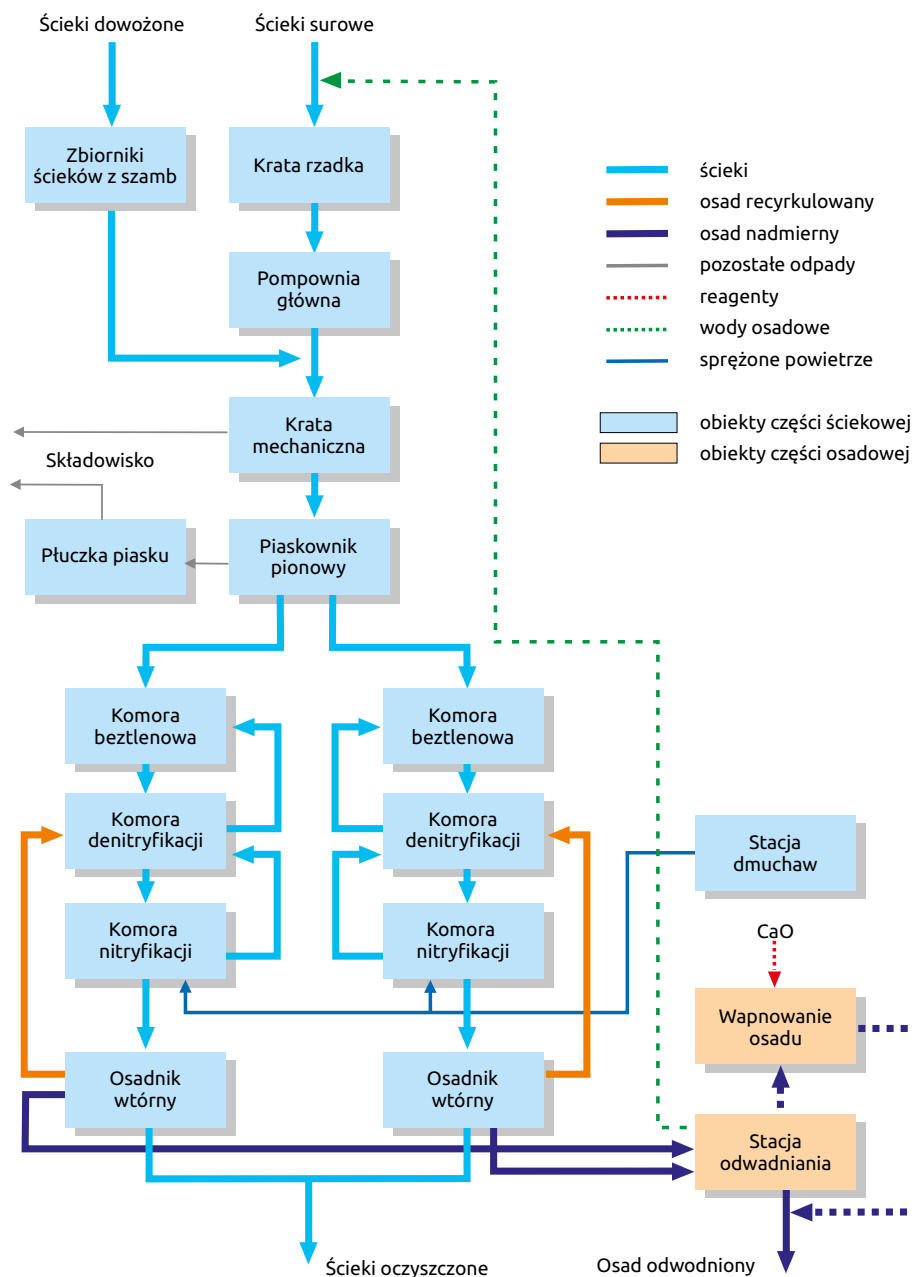 Ścieki dowożone
Ścieki surowe
Zbiorniki
ścieków z szamb
Krata rzadka
Pompownia
główna
ścieki
osad recyrkulowany
osad nadmierny
pozostałe odpady
reagenty
wody osadowe
sprężone powietrze
obiekty części ściekowej
obiekty części osadowej
Krata
mechaniczna
Składowisko
Płuczka piasku
Piaskownik
pionowy
Komora
beztlenowa
Komora
beztlenowa
Komora
denitryfikacji
Komora
denitryfikacji
Stacja
dmuchaw
Komora
nitryfikacji
Komora
nitryfikacji
CaO
Wapnowanie
osadu
Osadnik
wtórny
Osadnik
wtórny
Stacja
odwadniania
Ścieki oczyszczone
Osad odwodniony